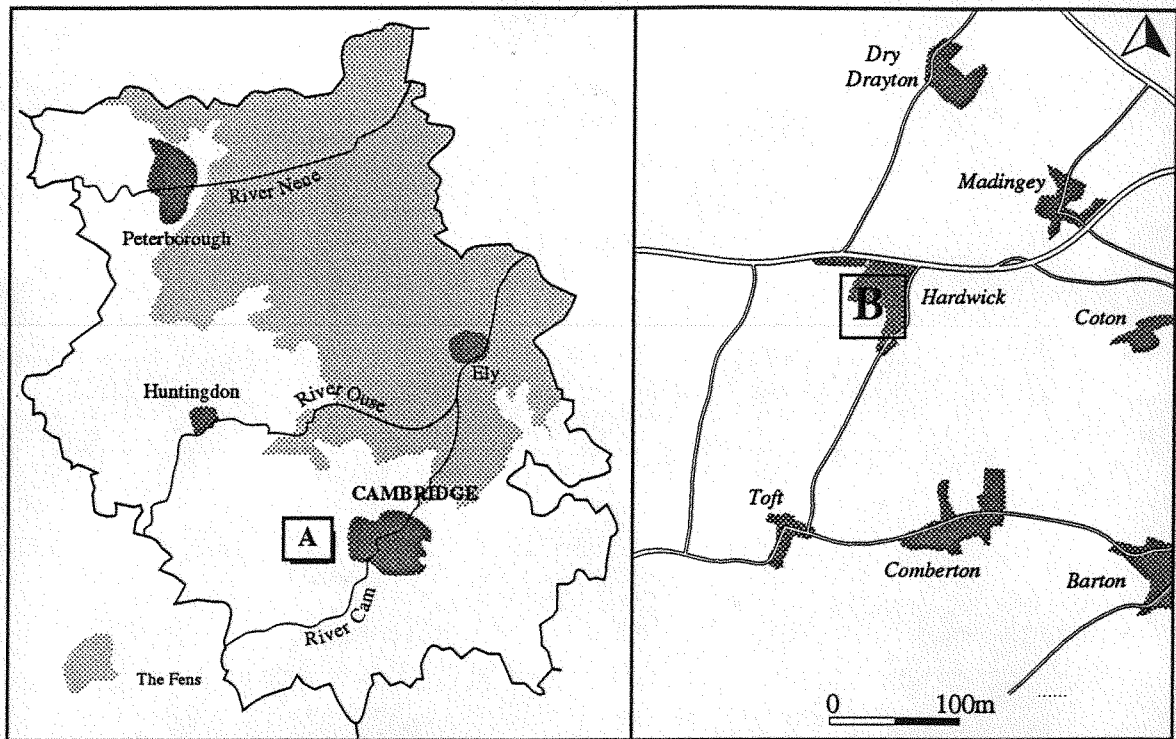 River Nene
Peterborough
Huntingdon
River Ouse
Ely
CAMBRIDGE
A
River Cam
The Fens
Dry
Drayton
Madingey
B
Hardwick
Coton
Toft
Comberton
Barton
0 100m